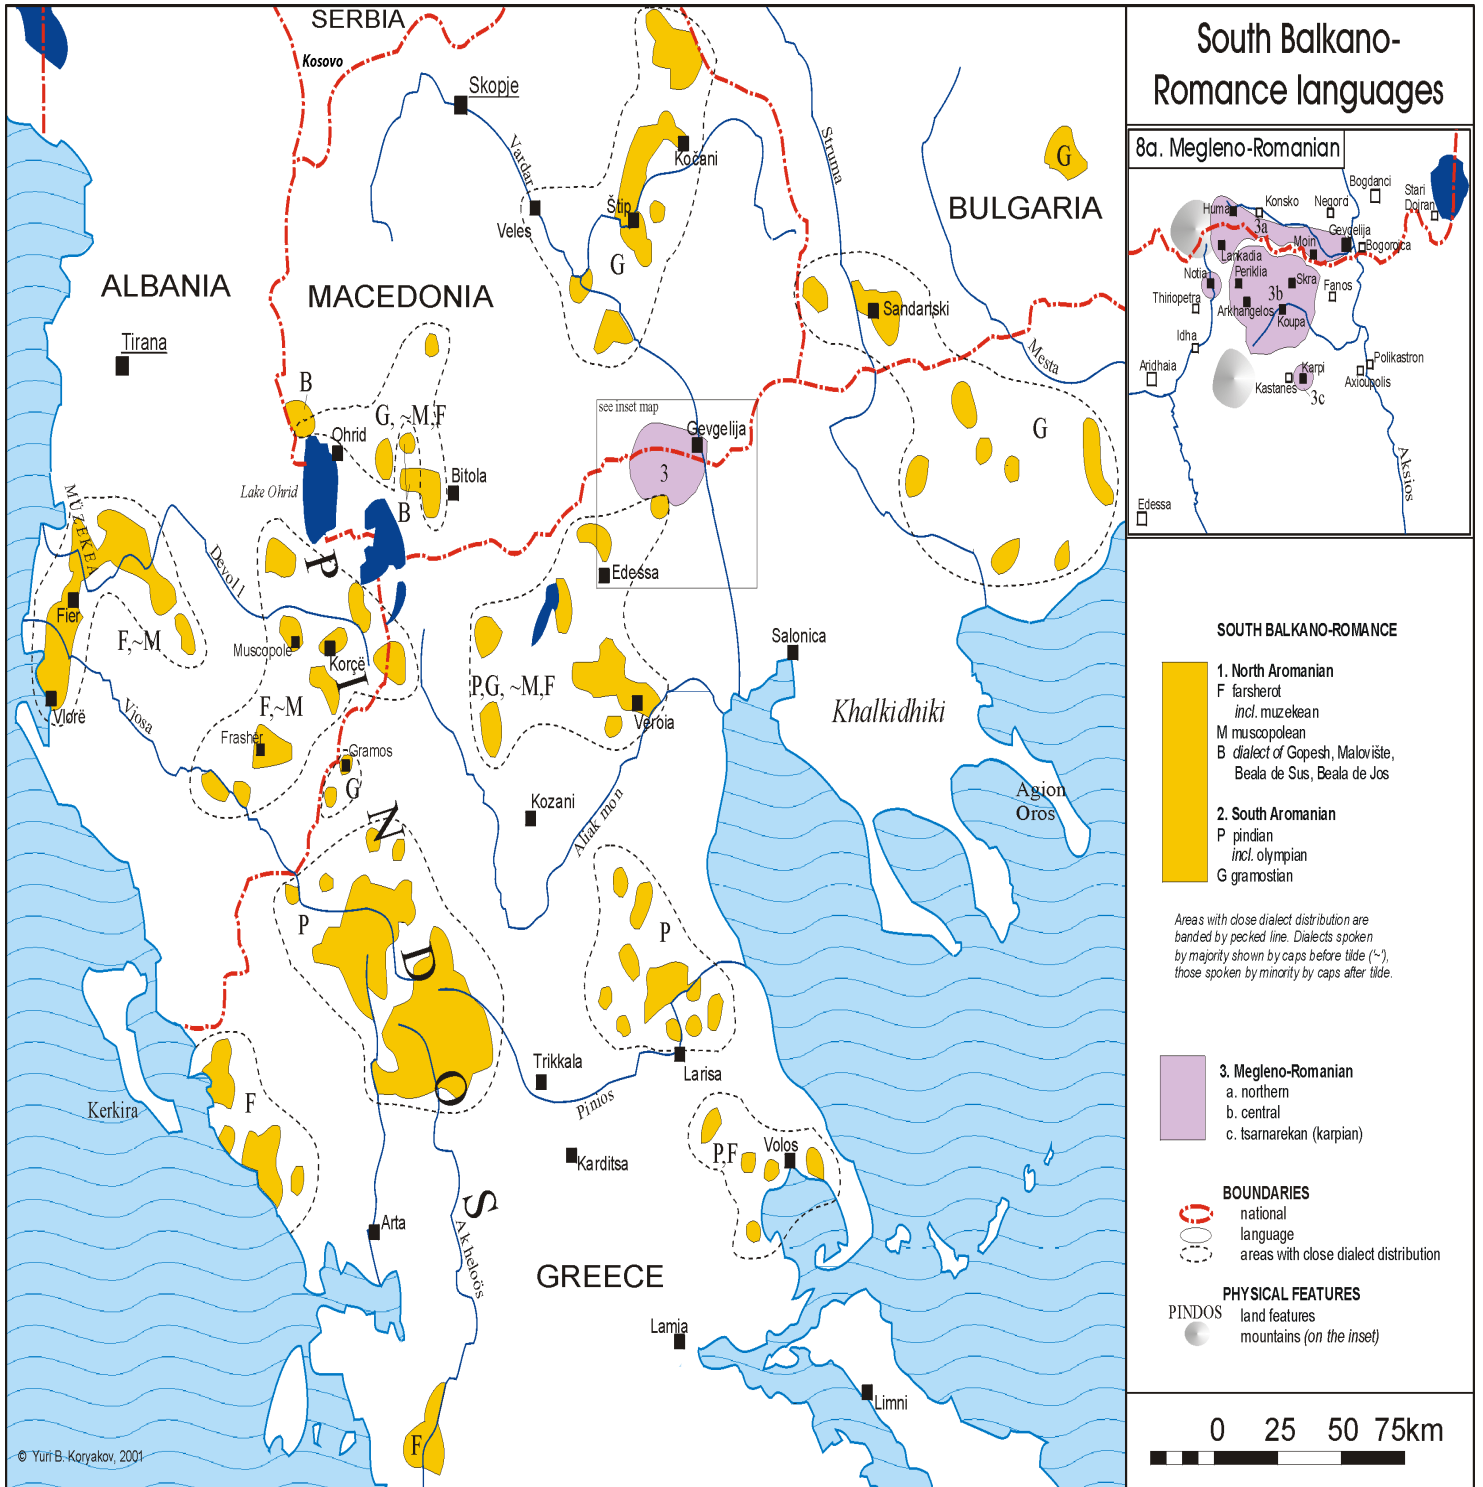 SERBIA
Kosovo
Skopje
Vardar
Struma
Kočani
G
Štip
Veles
G
BULGARIA
ALBANIA
MACEDONIA
Sandanski
Tirana
Mesta
B
G, ~M,F
see inset map
Ohrid
Gevgelija
G
3
Lake Ohrid
Bitola
B
MÜZEKEA
Devoll
P
Edessa
Fier
F,~M
Muscopole
Korçë
I
Salonica
P,G, ~M,F
Vlorë
Vjosa
F,~M
Veroia
Khalkidhiki
Frashër
Gramos
G
Kozani
N
Aliakmon
Agion
Oros
P
P
D
Trikkala
Larisa
O
Pinios
Kerkira
F
P,F
Volos
Karditsa
S
Arta
Akheloös
GREECE
Lamia
Limni
F
© Yuri B. Koryakov, 2001
South Balkano-
Romance languages
8a. Megleno-Romanian
Bogdanci
Stari
Dojran
Huma
Konsko
Negorci
3a
Gevgelija
Moin
Bogorojca
Lankadia
Notia
Periklia
Skra
Fanos
Thiriopetra
3b
Arkhangelos
Koupa
Idha
Polikastron
Aridhaia
Karpi
Kastanes
Axioupolis
3c
Aksios
Edessa
SOUTH BALKANO-ROMANCE
1. North Aromanian
F farsherot
incl. muzekean
M muscopolean
B dialect of Gopesh, Malovište,
Beala de Sus, Beala de Jos
2. South Aromanian
P pindian
incl. olympian
G gramostian
Areas with close dialect distribution are
banded by pecked line. Dialects spoken
by majority shown by caps before tilde ('~'),
those spoken by minority by caps after tilde.
3. Megleno-Romanian
a. northern
b. central
c. tsarnarekan (karpian)
BOUNDARIES
national
language
areas with close dialect distribution
PHYSICAL FEATURES
PINDOS land features
mountains (on the inset)
0 25 50 75km